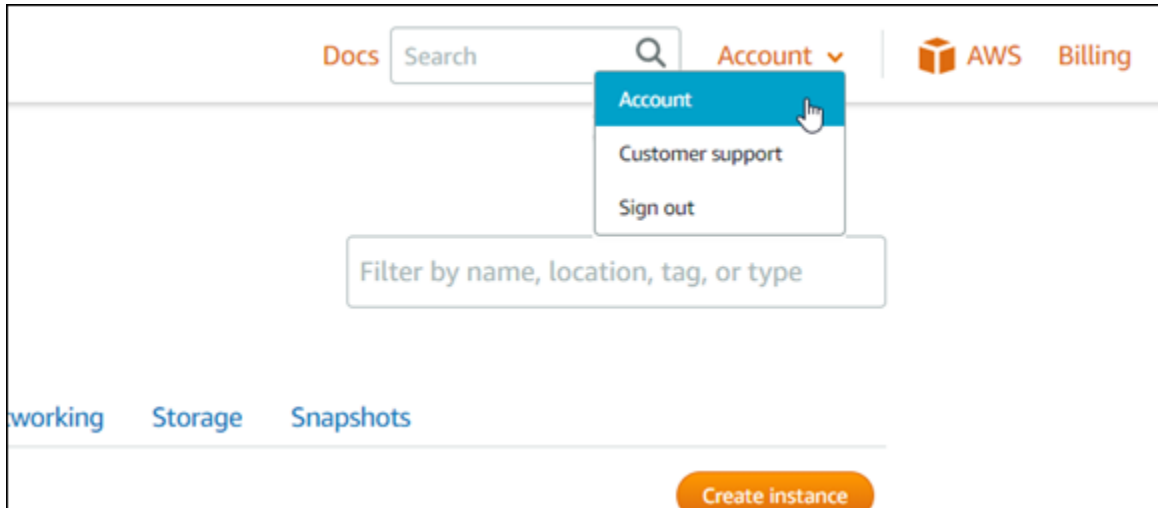 Docs Search Account AWS Billing
Account
Customer support
Sign out
Filter by name, location, tag, or type
Storage Snapshots
Create instance